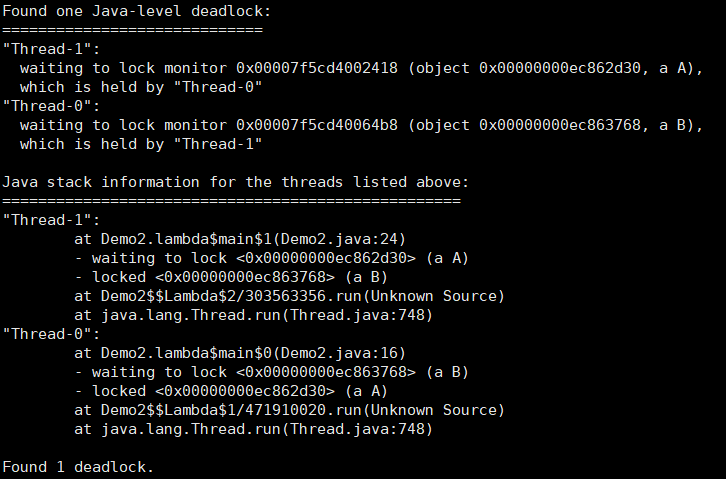 Found one Java-level deadlock:
=============================
"Thread-1":
  waiting to lock monitor 0x00007f5cd4002418 (object 0x00000000ec862d30, a A),
  which is held by "Thread-0"
"Thread-0":
  waiting to lock monitor 0x00007f5cd40064b8 (object 0x00000000ec863768, a B),
  which is held by "Thread-1"

Java stack information for the threads listed above:
===================================================
"Thread-1":
        at Demo2.lambda$main$1(Demo2.java:24)
        - waiting to lock <0x00000000ec862d30> (a A)
        - locked <0x00000000ec863768> (a B)
        at Demo2$$Lambda$2/303563356.run(Unknown Source)
        at java.lang.Thread.run(Thread.java:748)
"Thread-0":
        at Demo2.lambda$main$0(Demo2.java:16)
        - waiting to lock <0x00000000ec863768> (a B)
        - locked <0x00000000ec862d30> (a A)
        at Demo2$$Lambda$1/471910020.run(Unknown Source)
        at java.lang.Thread.run(Thread.java:748)

Found 1 deadlock.